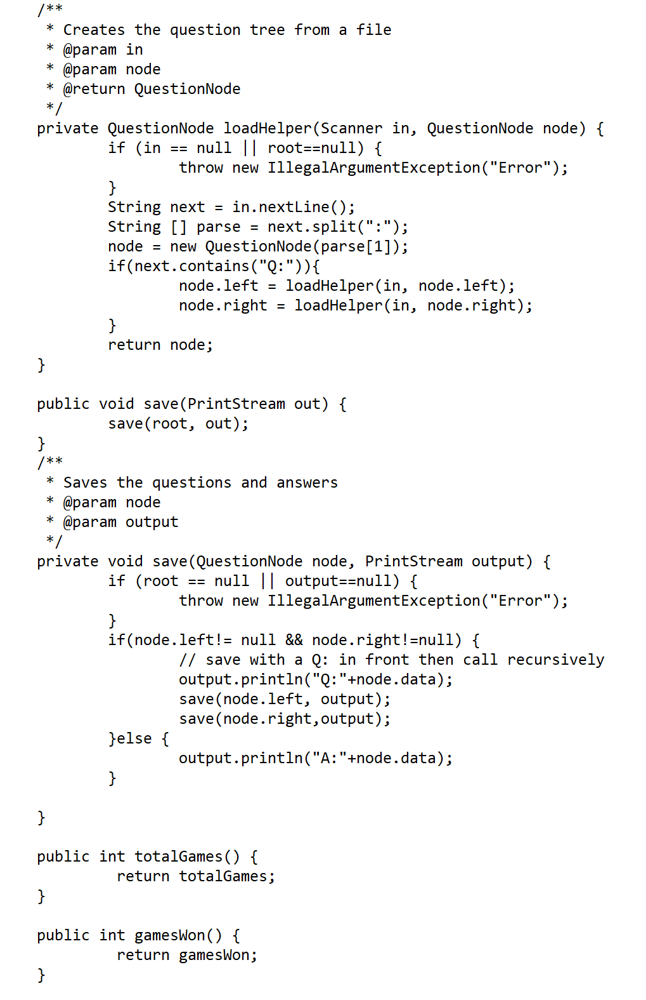 /**
 * Creates the question tree from a file
 * @param in
 * @param node
 * @return QuestionNode
 */
private QuestionNode loadHelper(Scanner in, QuestionNode node) {
        if (in == null || root==null) {
                throw new IllegalArgumentException("Error");
        }
        String next = in.nextLine();
        String [] parse = next.split(":");
        node = new QuestionNode(parse[1]);
        if(next.contains("Q:")){
                node.left = loadHelper(in, node.left);
                node.right = loadHelper(in, node.right);
        }
        return node;
}

public void save(PrintStream out) {
        save(root, out);
}
/**
 * Saves the questions and answers
 * @param node
 * @param output
 */
private void save(QuestionNode node, PrintStream output) {
        if (root == null || output==null) {
                throw new IllegalArgumentException("Error");
        }
        if(node.left!= null && node.right!=null) {
                // save with a Q: in front then call recursively
                output.println("Q:"+node.data);
                save(node.left, output);
                save(node.right,output);
        }else {
                output.println("A:"+node.data);
        }

}

public int totalGames() {
         return totalGames;
}

public int gamesWon() {
         return gamesWon;
}